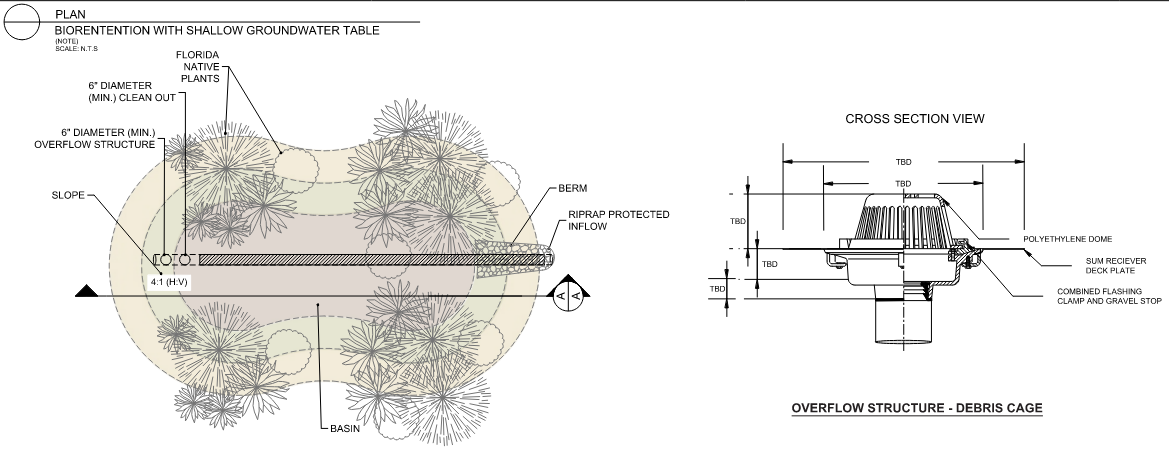 PLAN
BIORENTENTION WITH SHALLOW GROUNDWATER TABLE
(NOTE)
SCALE: N.T.S
FLORIDA
NATIVE
PLANTS
6" DIAMETER
(MIN.) CLEAN OUT
6" DIAMETER (MIN.)
OVERFLOW STRUCTURE
SLOPE
4:1 (H:V)
BERM
RIPRAP PROTECTED
INFLOW
A
A
BASIN
CROSS SECTION VIEW
TBD
TBD
TBD
TBD
TBD
POLYETHYLENE DOME
SUM RECIEVER
DECK PLATE
COMBINED FLASHING
CLAMP AND GRAVEL STOP
OVERFLOW STRUCTURE - DEBRIS CAGE